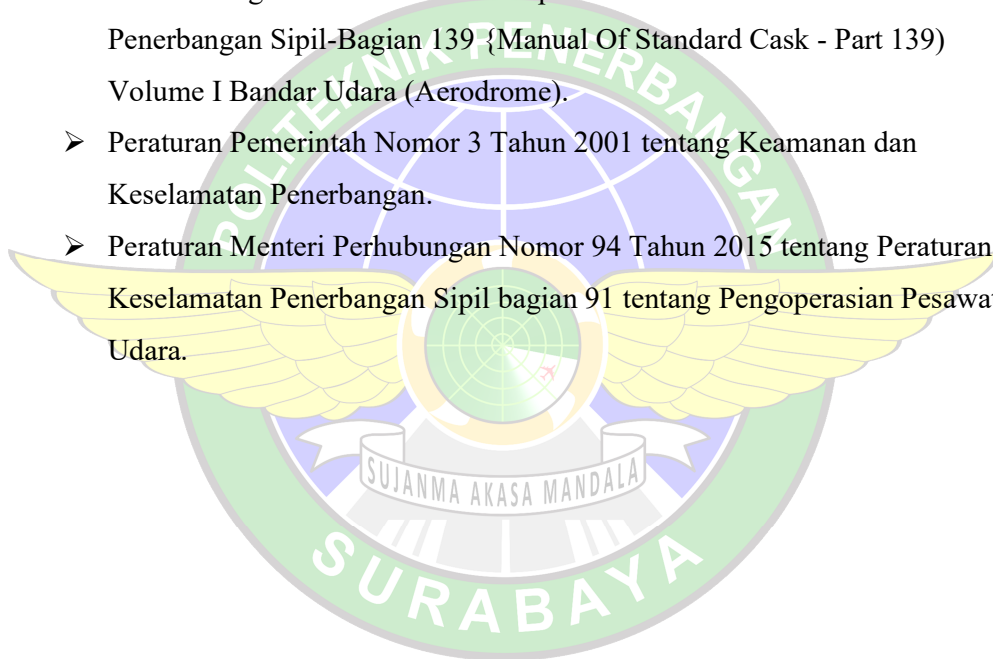 Penerbangan Sipil-Bagian 139 {Manual Of Standard Cask - Part 139)
Volume I Bandar Udara (Aerodrome).
➢ Peraturan Pemerintah Nomor 3 Tahun 2001 tentang Keamanan dan
Keselamatan Penerbangan.
➢ Peraturan Menteri Perhubungan Nomor 94 Tahun 2015 tentang Peraturan
Keselamatan Penerbangan Sipil bagian 91 tentang Pengoperasian
Udara.
POLITEKNIK PENERBANGAN
SUJANMA AKASA MANDALA
SURABAYA